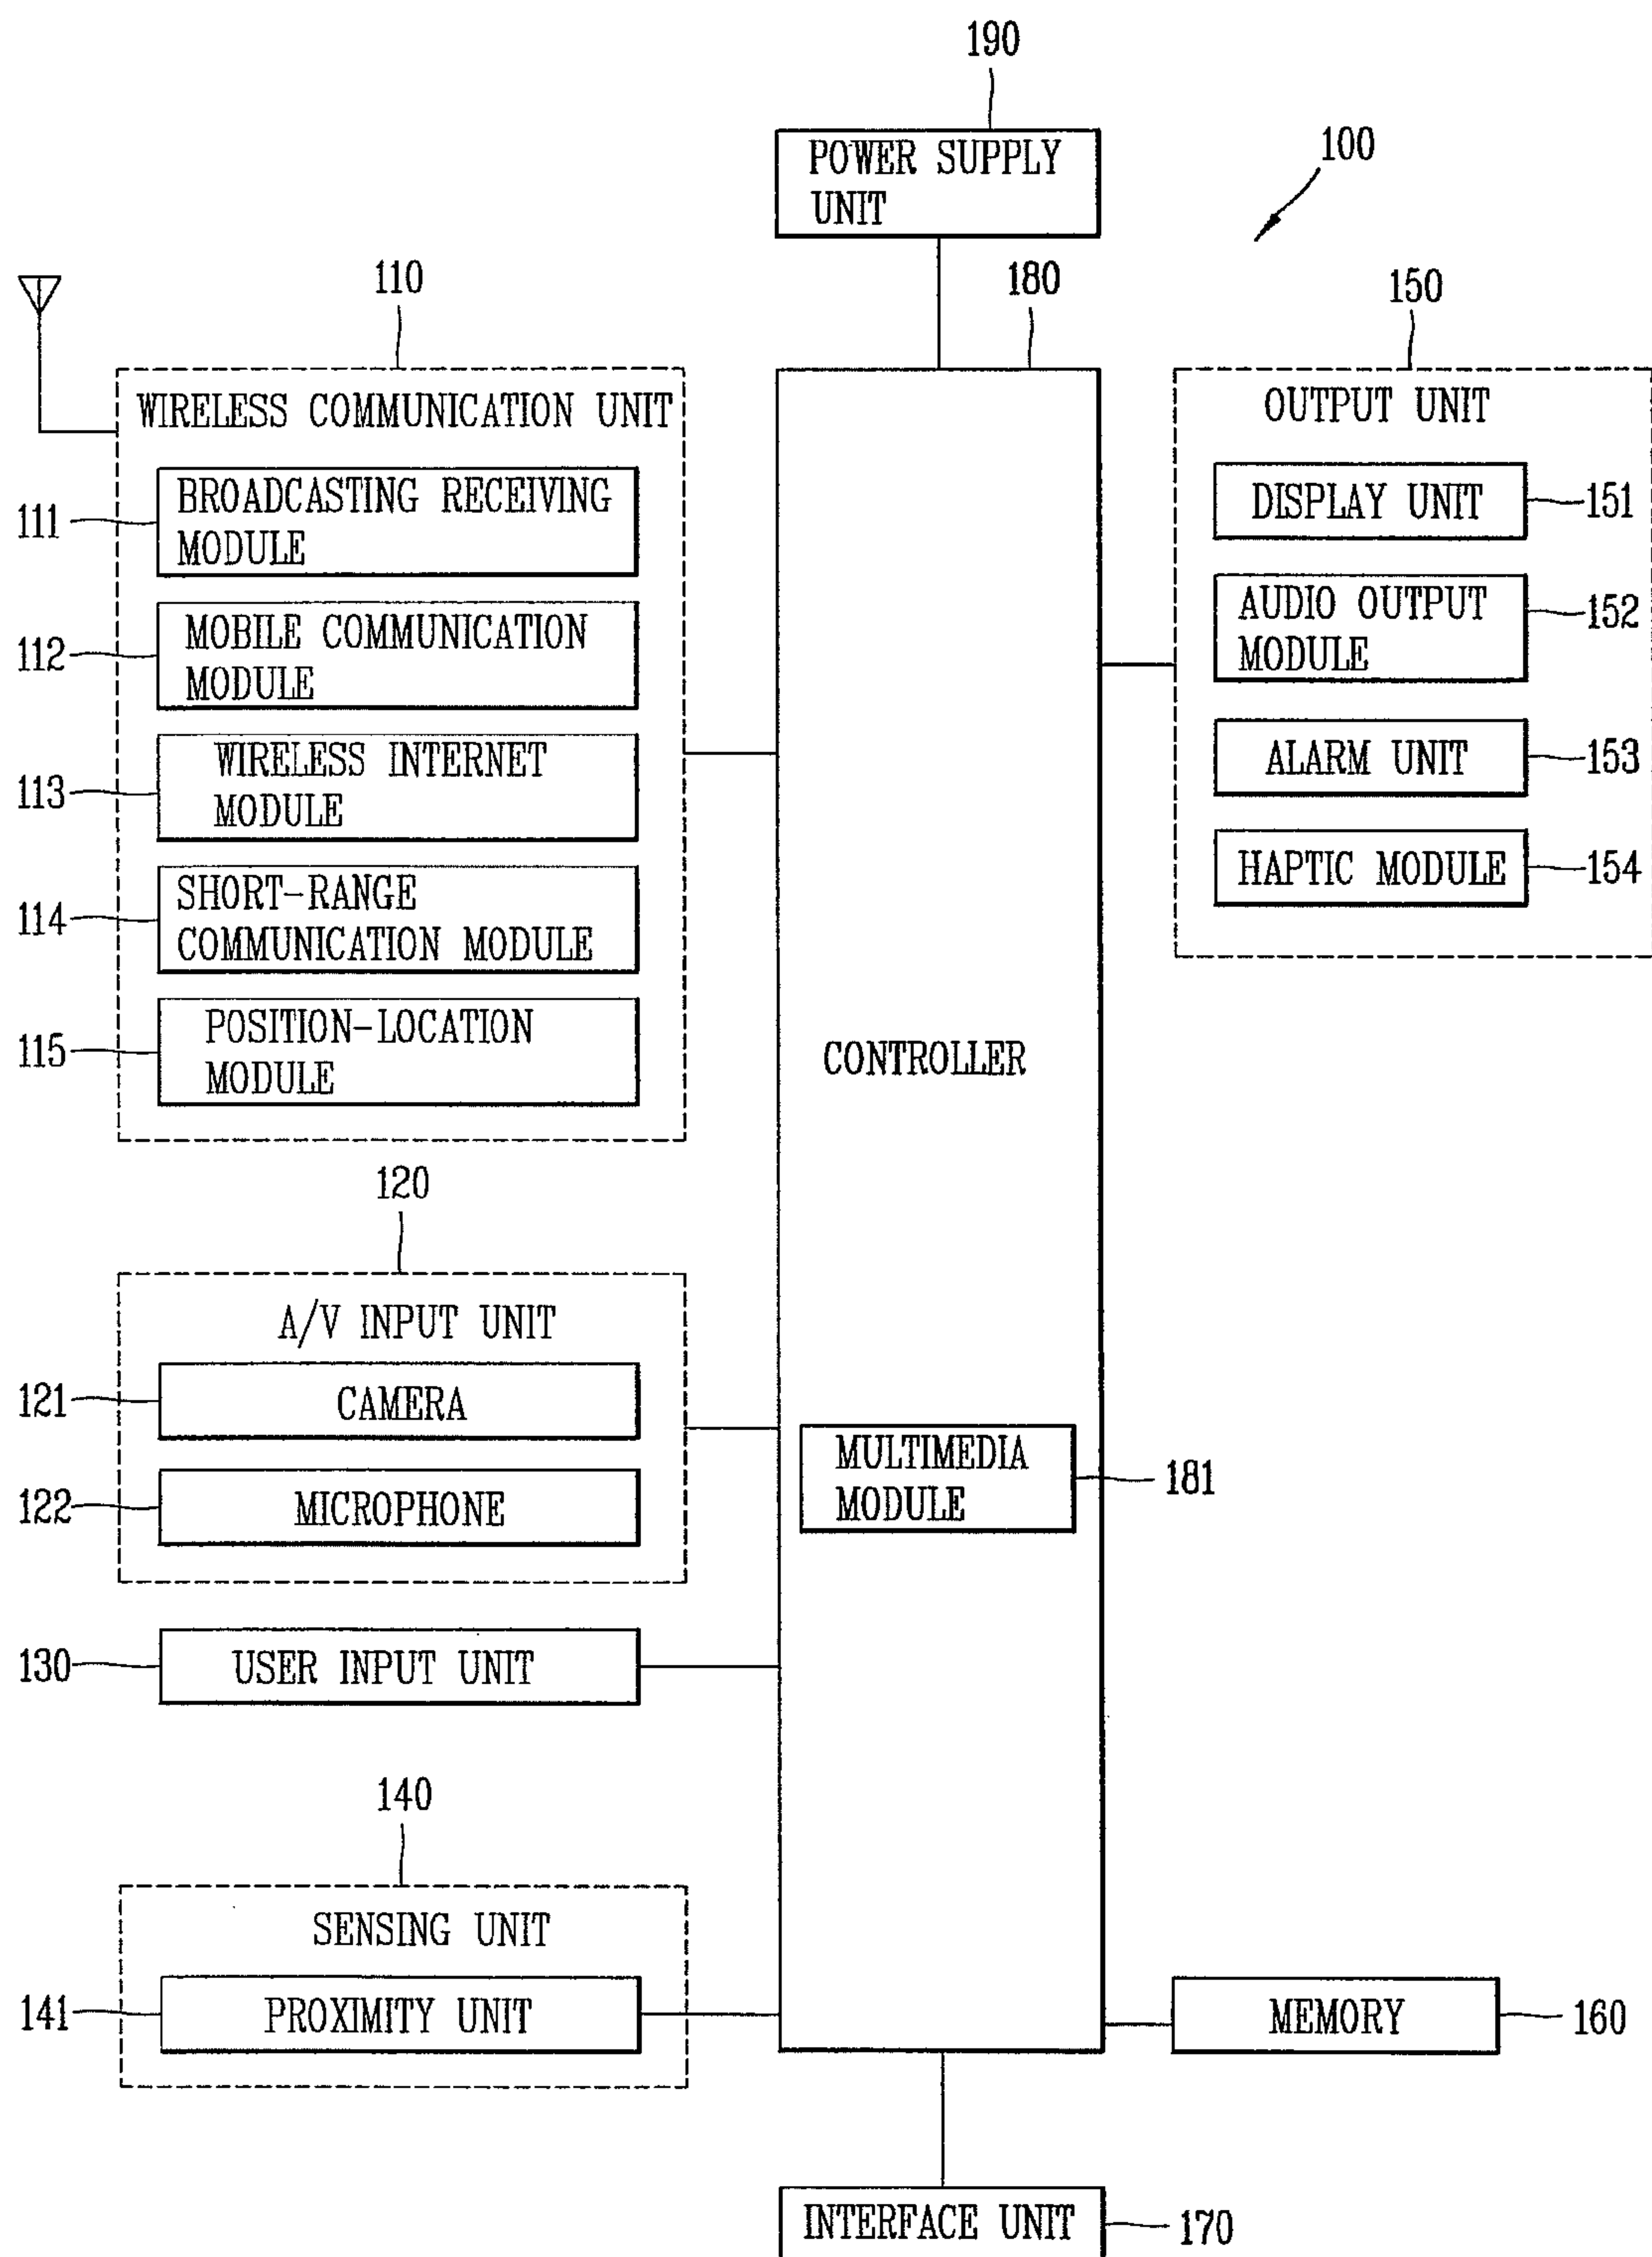 190
POWER SUPPLY
UNIT
100
110
180
150
WIRELESS COMMUNICATION UNIT
111
BROADCASTING RECEIVING
MODULE
112
MOBILE COMMUNICATION
MODULE
113
WIRELESS INTERNET
MODULE
114
SHORT-RANGE
COMMUNICATION MODULE
115
POSITION-LOCATION
MODULE
OUTPUT UNIT
DISPLAY UNIT
151
AUDIO OUTPUT
MODULE
152
ALARM UNIT
153
HAPTIC MODULE
154
CONTROLLER
120
A/V INPUT UNIT
121
CAMERA
122
MICROPHONE
MULTIMEDIA
MODULE
181
130
USER INPUT UNIT
140
SENSING UNIT
141
PROXIMITY UNIT
MEMORY
160
INTERFACE UNIT
170